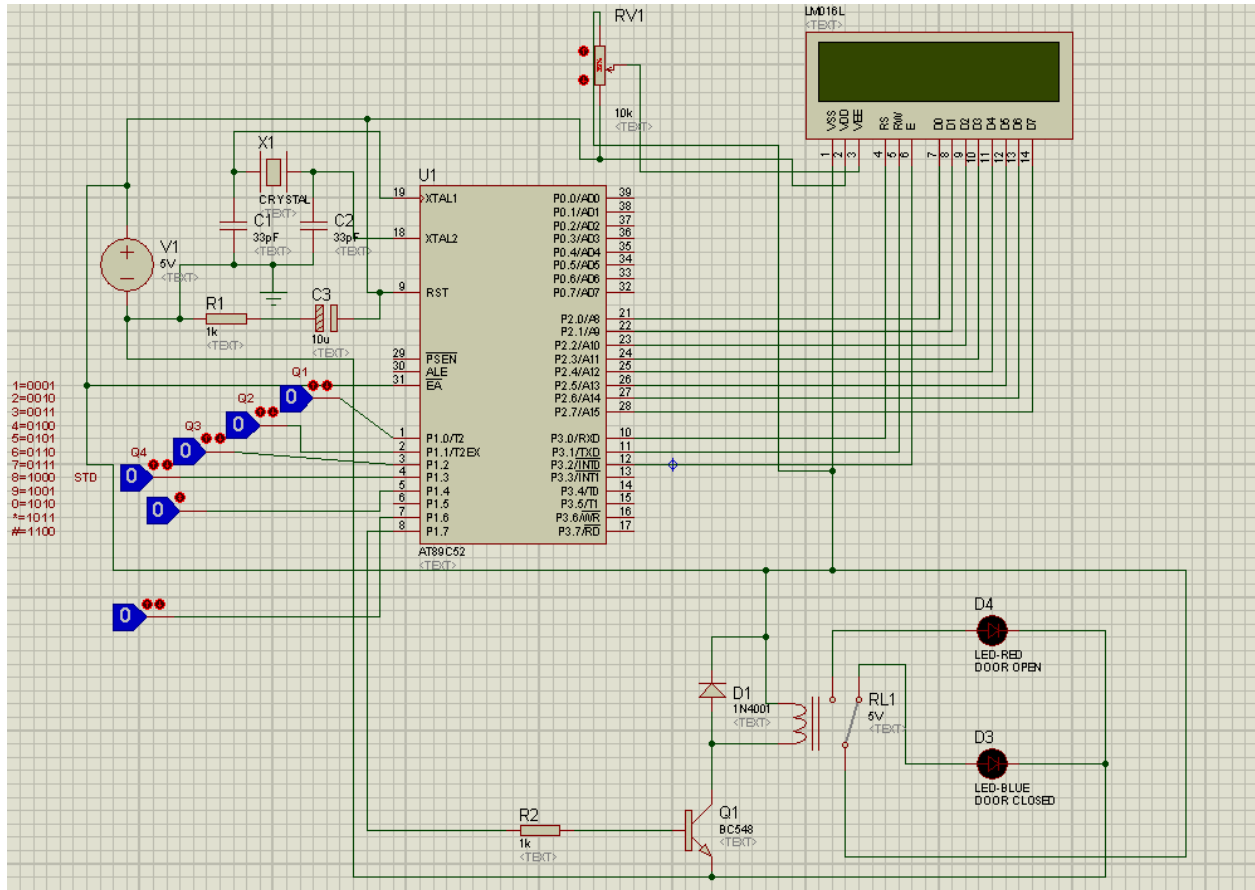 RV1
10k
<TEXT>
LM016L
<TEXT>
VSS VDD VEE RS RW E D0 D1 D2 D3 D4 D5 D6 D7
1 2 3 4 5 6 7 8 9 10 11 12 13 14
X1
CRYSTAL
<TEXT>
C1
33pF
<TEXT>
C2
33pF
<TEXT>
V1
5V
<TEXT>
R1
1k
<TEXT>
C3
10u
<TEXT>
U1
19 XTAL1
18 XTAL2
9 RST
29 PSEN
30 ALE
31 EA
1 P1.0/T2
2 P1.1/T2EX
3 P1.2
4 P1.3
5 P1.4
6 P1.5
7 P1.6
8 P1.7
P0.0/AD0 39
P0.1/AD1 38
P0.2/AD2 37
P0.3/AD3 36
P0.4/AD4 35
P0.5/AD5 34
P0.6/AD6 33
P0.7/AD7 32
P2.0/A8 21
P2.1/A9 22
P2.2/A10 23
P2.3/A11 24
P2.4/A12 25
P2.5/A13 26
P2.6/A14 27
P2.7/A15 28
P3.0/RXD 10
P3.1/TXD 11
P3.2/INT0 12
P3.3/INT1 13
P3.4/T0 14
P3.5/T1 15
P3.6/WR 16
P3.7/RD 17
AT89C52
<TEXT>
1=0001
2=0010
3=0011
4=0100
5=0101
6=0110
7=0111
8=1000
9=1001
0=1010
*=1011
#=1100
STD
Q1
0
Q2
0
Q3
0
Q4
0
0
0
D4
LED-RED
DOOR OPEN
D1
1N4001
<TEXT>
RL1
5V
<TEXT>
D3
LED-BLUE
DOOR CLOSED
R2
1k
<TEXT>
Q1
BC548
<TEXT>